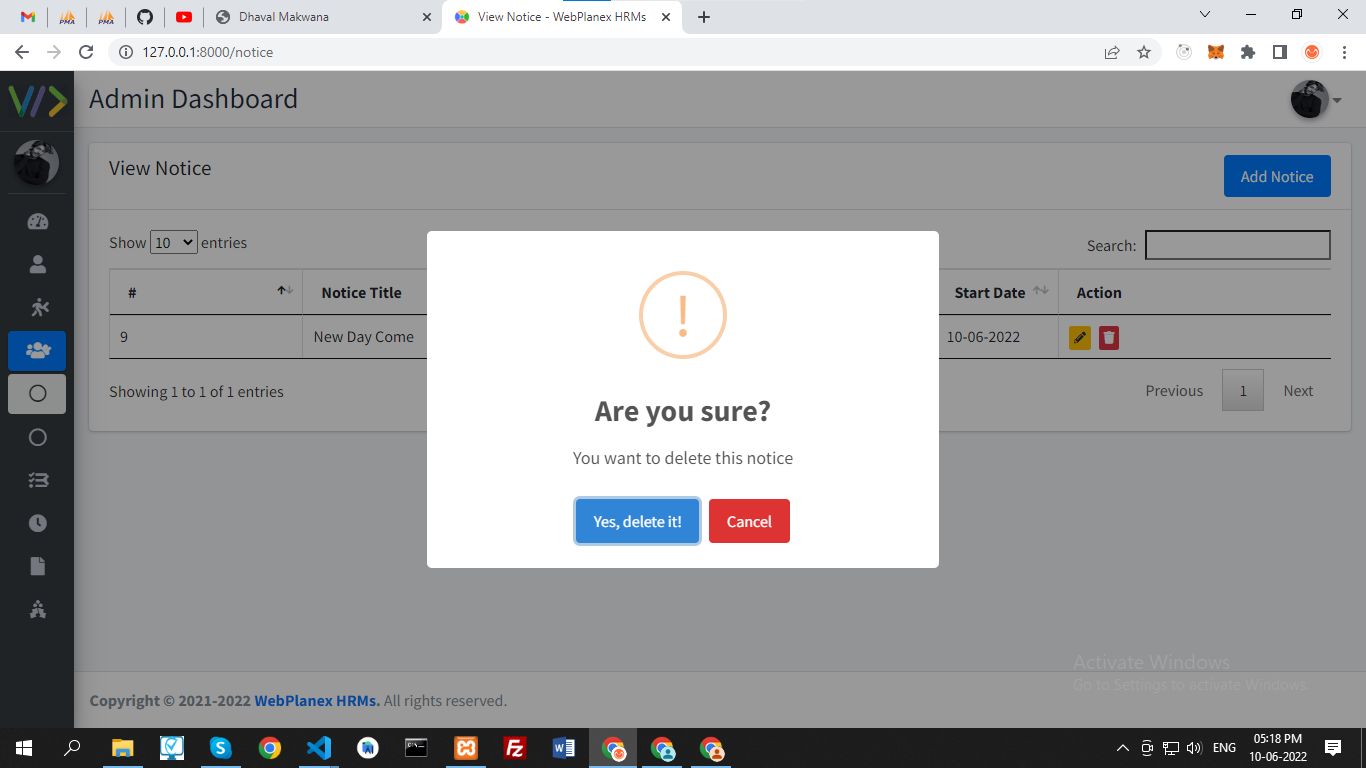 PMA
PMA
Dhaval Makwana
View Notice - WebPlanex HRMs
127.0.0.1:8000/notice
Admin Dashboard
View Notice
Add Notice
Show 10 entries
Search:
# Notice Title Start Date Action
9 New Day Come 10-06-2022
!
Are you sure?
You want to delete this notice
Yes, delete it! Cancel
Showing 1 to 1 of 1 entries
Previous 1 Next
Activate Windows
Go to Settings to activate Windows.
Copyright © 2021-2022 WebPlanex HRMs. All rights reserved.
ENG
05:18 PM
10-06-2022